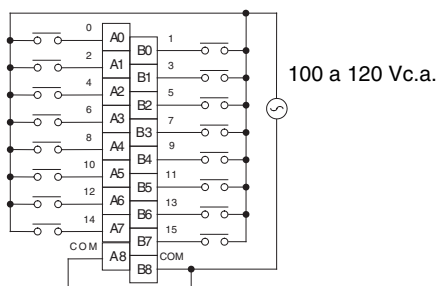 0 A0
B0 1
2 A1
B1 3
100 a 120 Vc.a.
4 A2
B2 5
6 A3
B3 7
8 A4
B4 9
10 A5
B5 11
12 A6
B6 13
14 A7
B7 15
COM A8
B8 COM